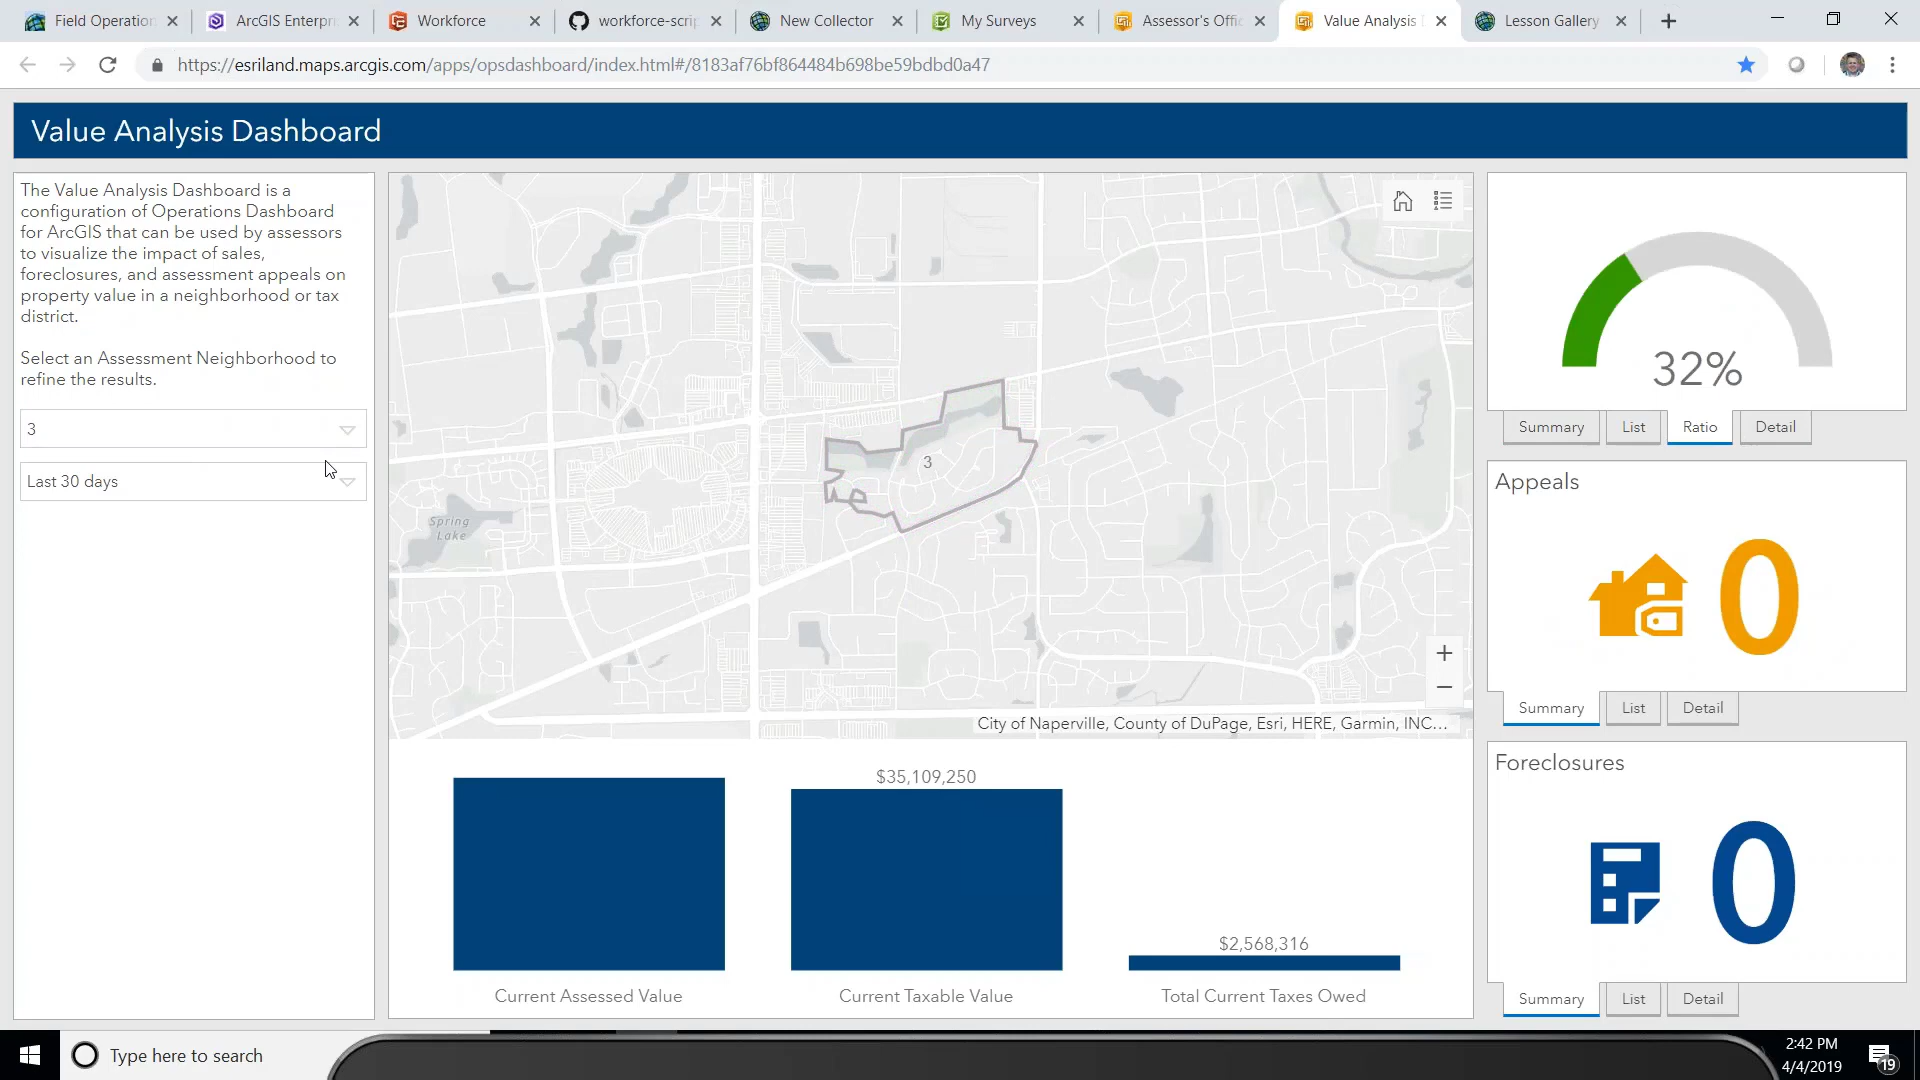 Field Operation
ArcGIS Enterpri
Workforce
workforce-scrip
New Collector
My Surveys
Assessor's Offic
Value Analysis
Lesson Gallery
https://esriland.maps.arcgis.com/apps/opsdashboard/index.html#/8183af76bf864484b698be59bdbd0a47
Value Analysis Dashboard
The Value Analysis Dashboard is a
configuration of Operations Dashboard
for ArcGIS that can be used by assessors
to visualize the impact of sales,
foreclosures, and assessment appeals on
property value in a neighborhood or tax
district.
Select an Assessment Neighborhood to
refine the results.
3
Last 30 days
3
Spring
Lake
City of Naperville, County of DuPage, Esri, HERE, Garmin, INC...
$35,109,250
$2,568,316
Current Assessed Value
Current Taxable Value
Total Current Taxes Owed
32%
Summary
List
Ratio
Detail
Appeals
0
Summary
List
Detail
Foreclosures
0
Summary
List
Detail
Type here to search
2:42 PM
4/4/2019
19